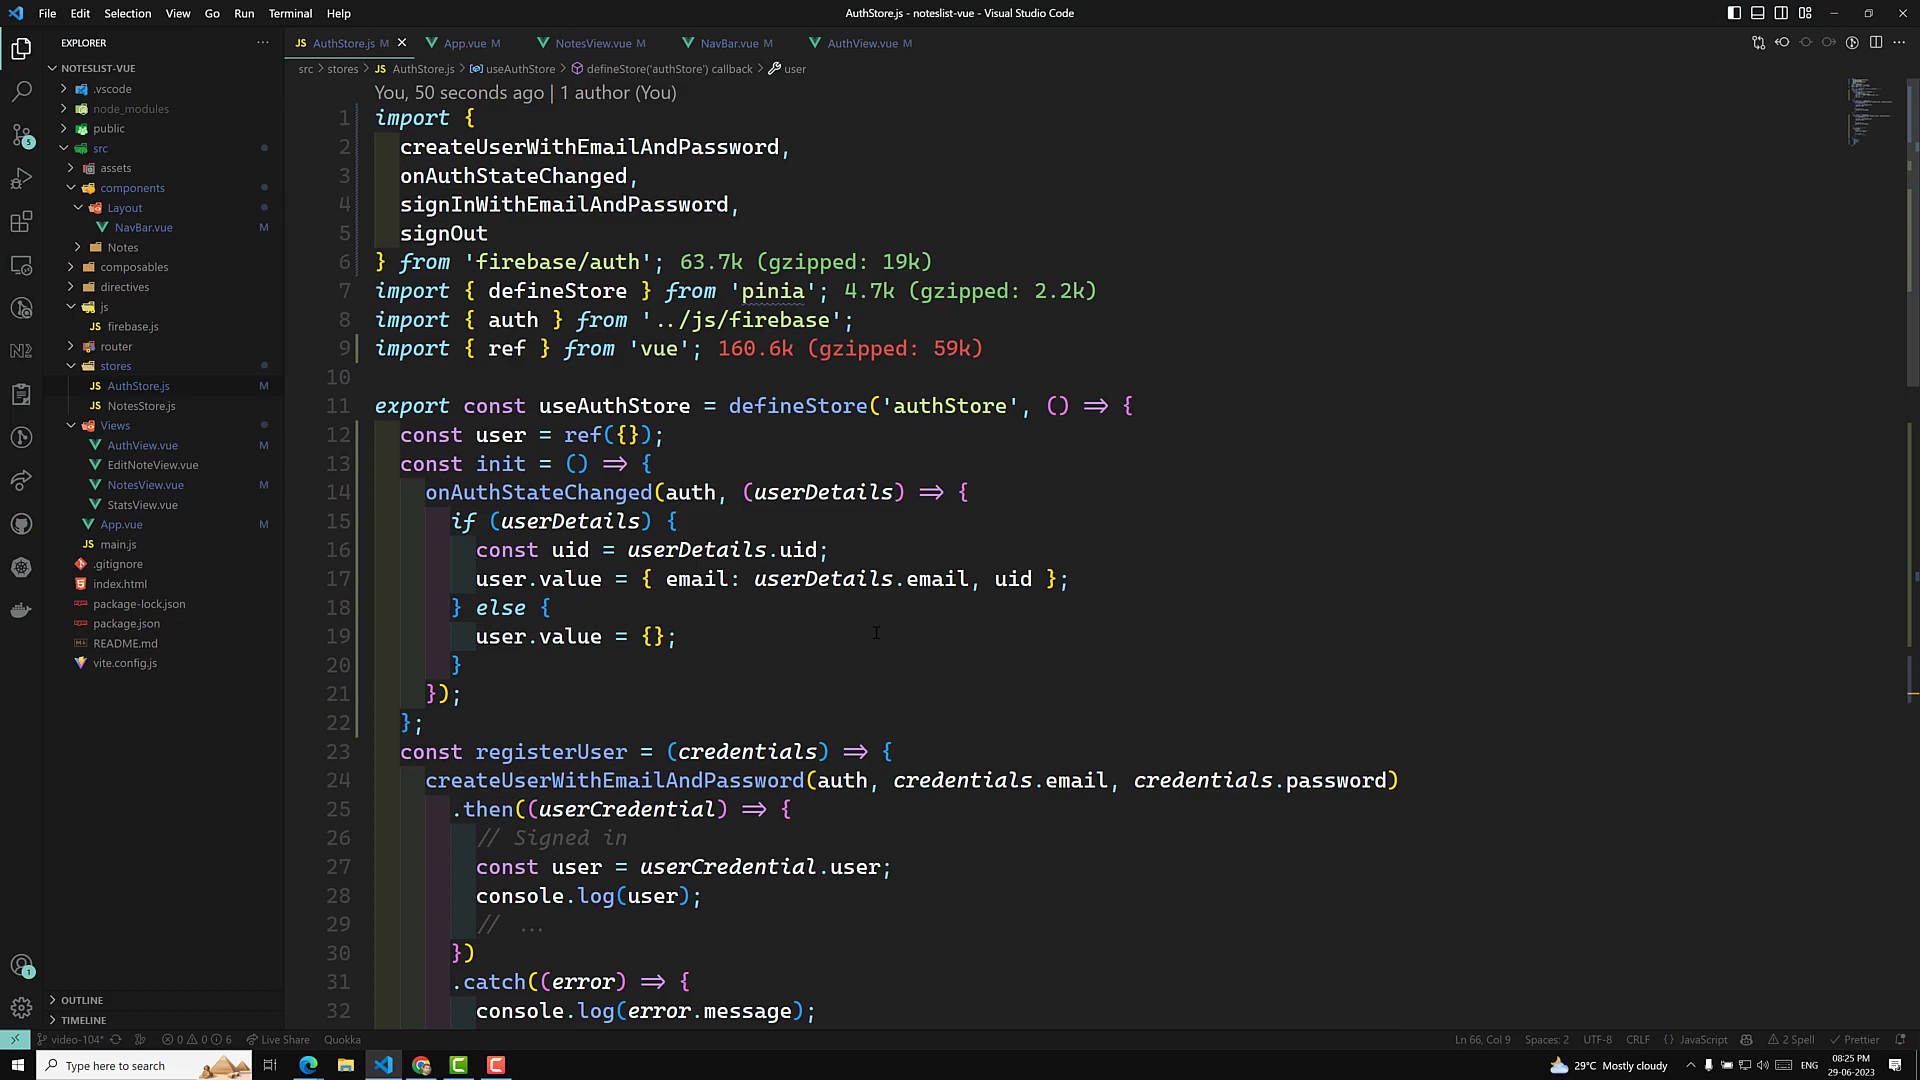 File Edit Selection View Go Run Terminal Help
AuthStore.js - noteslist-vue - Visual Studio Code
EXPLORER
NOTESLIST-VUE
.vscode
node_modules
public
src
assets
components
Layout
NavBar.vue M
Notes
composables
directives
js
firebase.js
router
stores
JS AuthStore.js M
JS NotesStore.js
Views
AuthView.vue M
EditNoteView.vue
NotesView.vue M
StatsView.vue
App.vue M
JS main.js
.gitignore
index.html
package-lock.json
package.json
README.md
vite.config.js
OUTLINE
TIMELINE
JS AuthStore.js M
App.vue M
NotesView.vue M
NavBar.vue M
AuthView.vue M
src > stores > JS AuthStore.js > useAuthStore > defineStore('authStore') callback > user
You, 50 seconds ago | 1 author (You)
1 import {
2 createUserWithEmailAndPassword,
3 onAuthStateChanged,
4 signInWithEmailAndPassword,
5 signOut
6 } from 'firebase/auth'; 63.7k (gzipped: 19k)
7 import { defineStore } from 'pinia'; 4.7k (gzipped: 2.2k)
8 import { auth } from '../js/firebase';
9 import { ref } from 'vue'; 160.6k (gzipped: 59k)
10
11 export const useAuthStore = defineStore('authStore', () => {
12 const user = ref({});
13 const init = () => {
14 onAuthStateChanged(auth, (userDetails) => {
15 if (userDetails) {
16 const uid = userDetails.uid;
17 user.value = { email: userDetails.email, uid };
18 } else {
19 user.value = {};
20 }
21 });
22 };
23 const registerUser = (credentials) => {
24 createUserWithEmailAndPassword(auth, credentials.email, credentials.password)
25 .then((userCredential) => {
26 // Signed in
27 const user = userCredential.user;
28 console.log(user);
29 // ...
30 })
31 .catch((error) => {
32 console.log(error.message);
video-104* 0 0 6 Live Share Quokka
Ln 66, Col 9 Spaces: 2 UTF-8 CRLF {} JavaScript 2 Spell Prettier
Type here to search
29°C Mostly cloudy
ENG
08:25 PM
29-06-2023